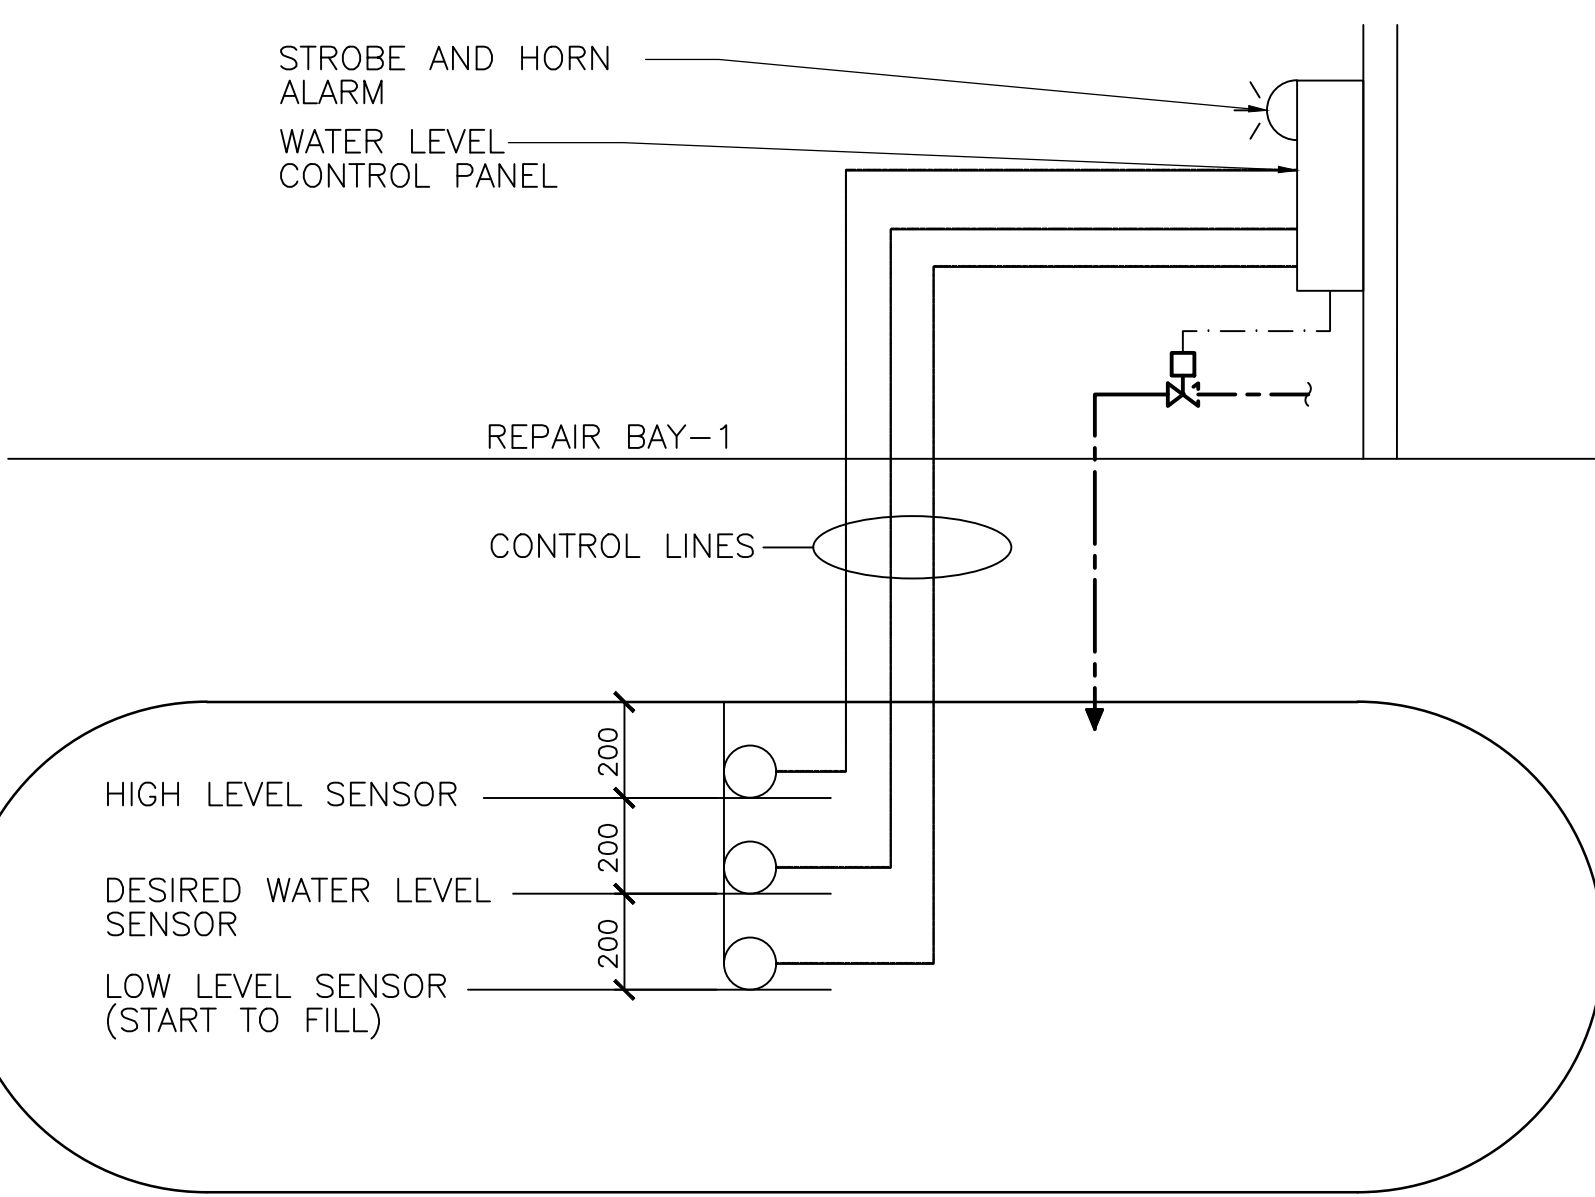 STROBE AND HORN
ALARM
WATER LEVEL
CONTROL PANEL
REPAIR BAY-1
CONTROL LINES
200
HIGH LEVEL SENSOR
200
DESIRED WATER LEVEL
SENSOR
200
LOW LEVEL SENSOR
(START TO FILL)